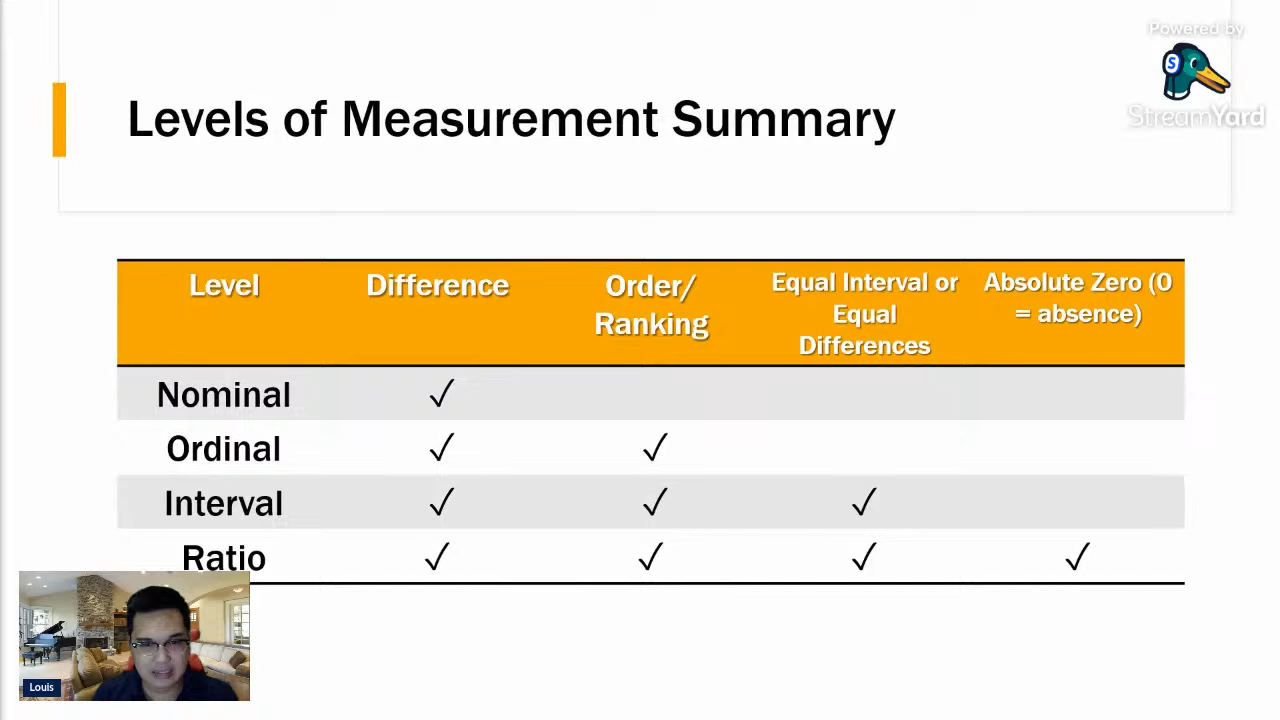 Powered by
StreamYard
Levels of Measurement Summary
Level
Difference
Order/
Ranking
Equal Interval or
Equal
Differences
Absolute Zero (0
= absence)
Nominal ✓
Ordinal ✓ ✓
Interval ✓ ✓ ✓
Ratio ✓ ✓ ✓ ✓
Louis